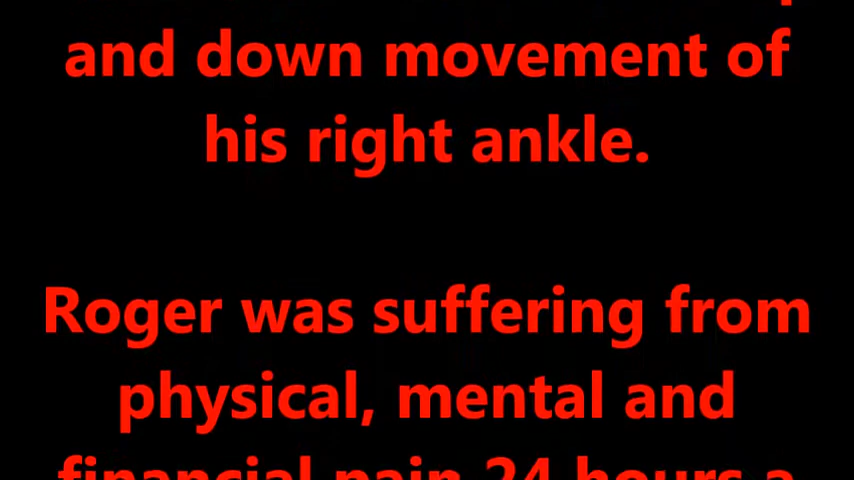 and down movement of
his right ankle.
Roger was suffering from
physical, mental and
financial pain 24 hours a